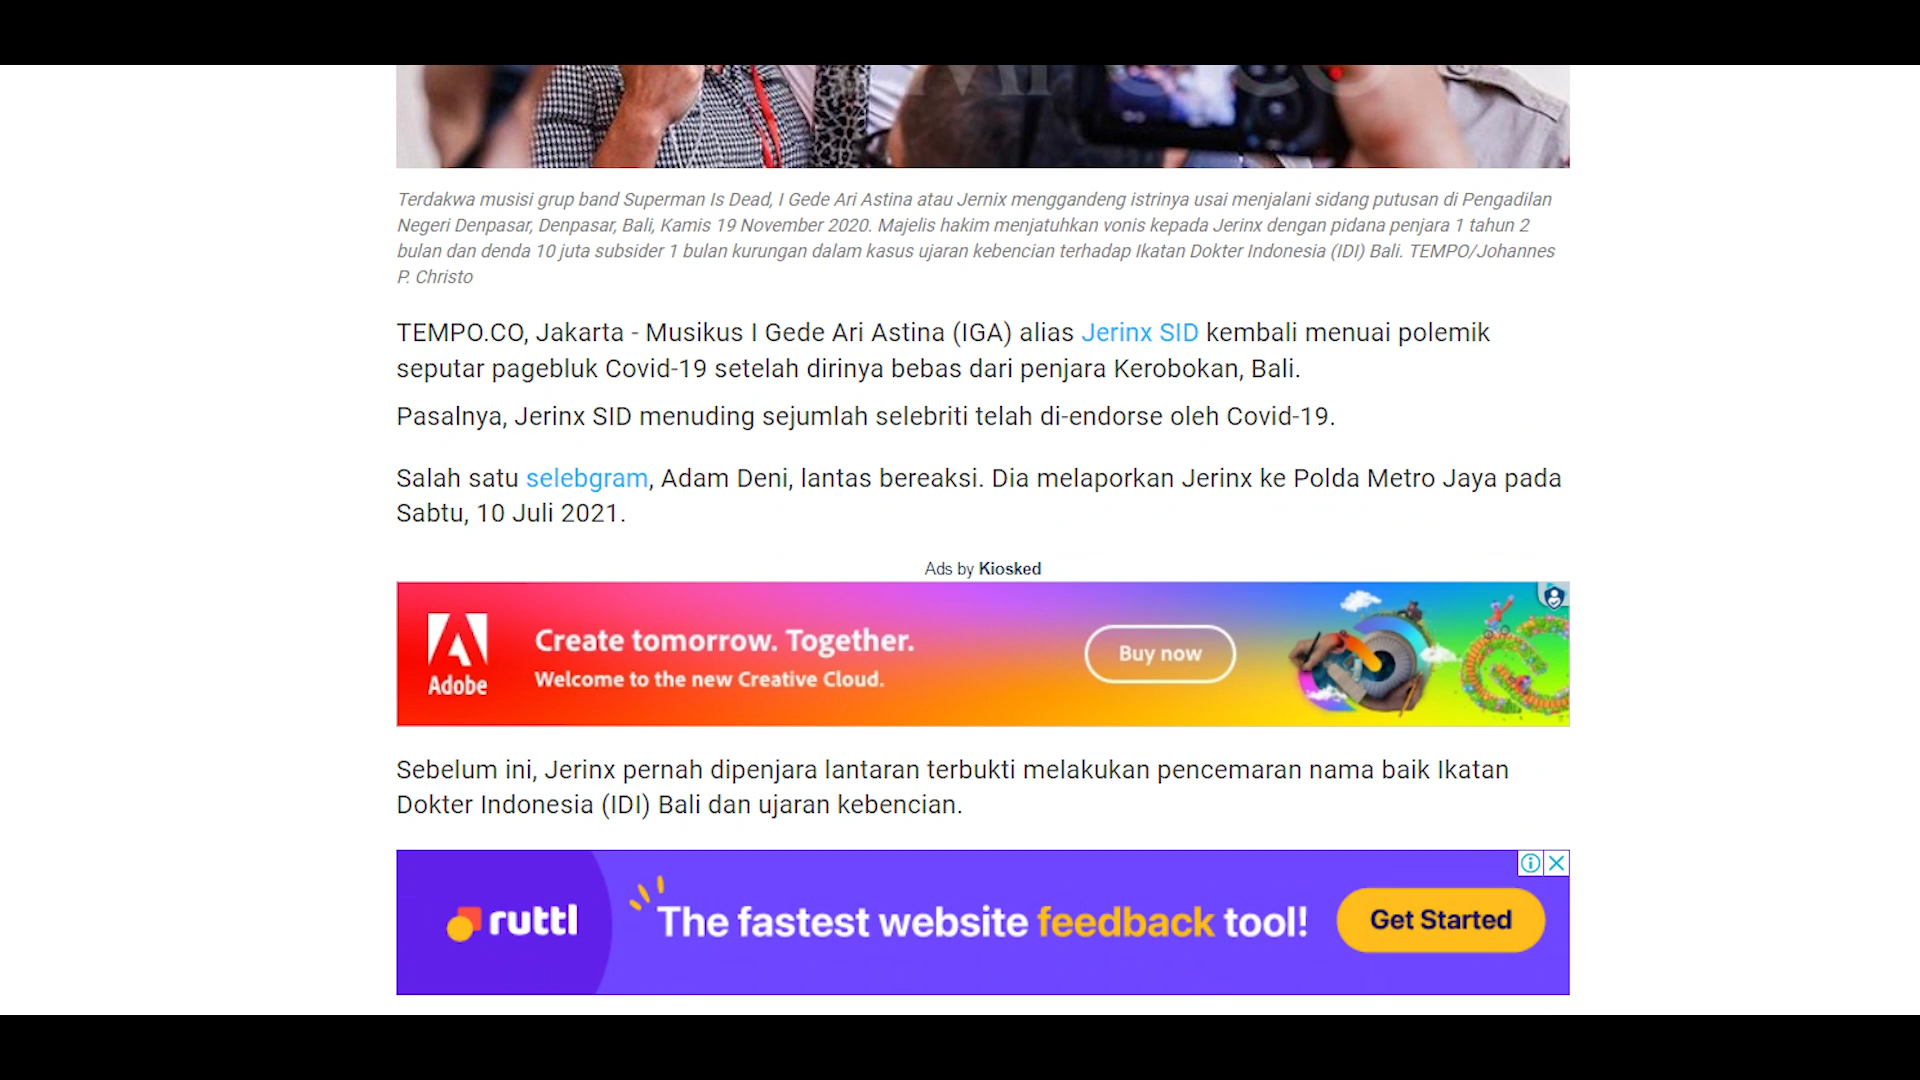 Terdakwa musisi grup band Superman Is Dead, I Gede Ari Astina atau Jernix menggandeng istrinya usai menjalani sidang putusan di Pengadilan
Negeri Denpasar, Denpasar, Bali, Kamis 19 November 2020. Majelis hakim menjatuhkan vonis kepada Jerinx dengan pidana penjara 1 tahun 2
bulan dan denda 10 juta subsider 1 bulan kurungan dalam kasus ujaran kebencian terhadap Ikatan Dokter Indonesia (IDI) Bali. TEMPO/Johannes
P. Christo
TEMPO.CO, Jakarta - Musikus I Gede Ari Astina (IGA) alias Jerinx SID kembali menuai polemik
seputar pagebluk Covid-19 setelah dirinya bebas dari penjara Kerobokan, Bali.
Pasalnya, Jerinx SID menuding sejumlah selebriti telah di-endorse oleh Covid-19.
Salah satu selebgram, Adam Deni, lantas bereaksi. Dia melaporkan Jerinx ke Polda Metro Jaya pada
Sabtu, 10 Juli 2021.
Ads by Kiosked
Adobe
Create tomorrow. Together.
Welcome to the new Creative Cloud.
Buy now
Sebelum ini, Jerinx pernah dipenjara lantaran terbukti melakukan pencemaran nama baik Ikatan
Dokter Indonesia (IDI) Bali dan ujaran kebencian.
ruttl
The fastest website feedback tool!
Get Started